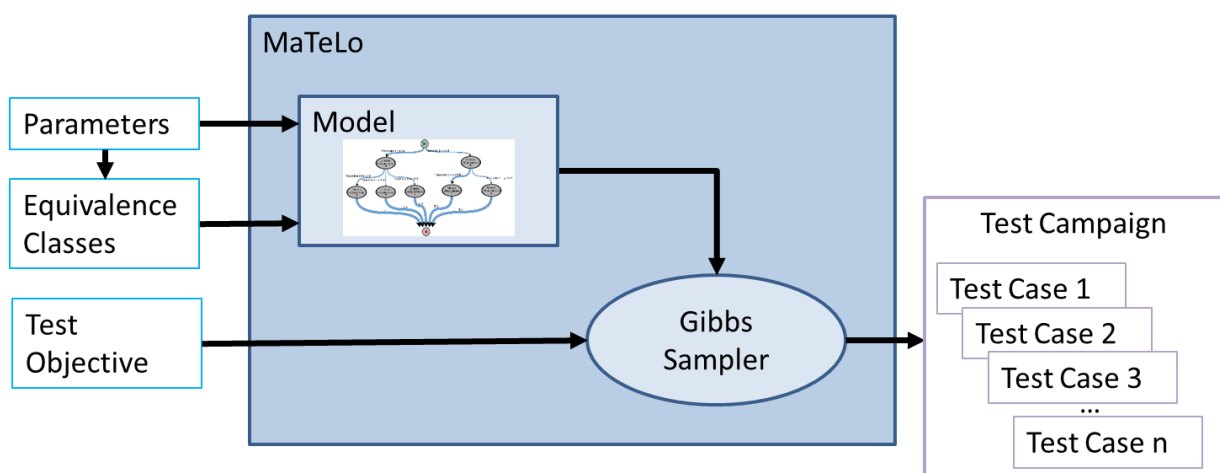 MaTeLo
Parameters
Model
Equivalence
Classes
Test Campaign
Test Case 1
Test Case 2
Test Case 3
...
Test Case n
Test
Objective
Gibbs
Sampler